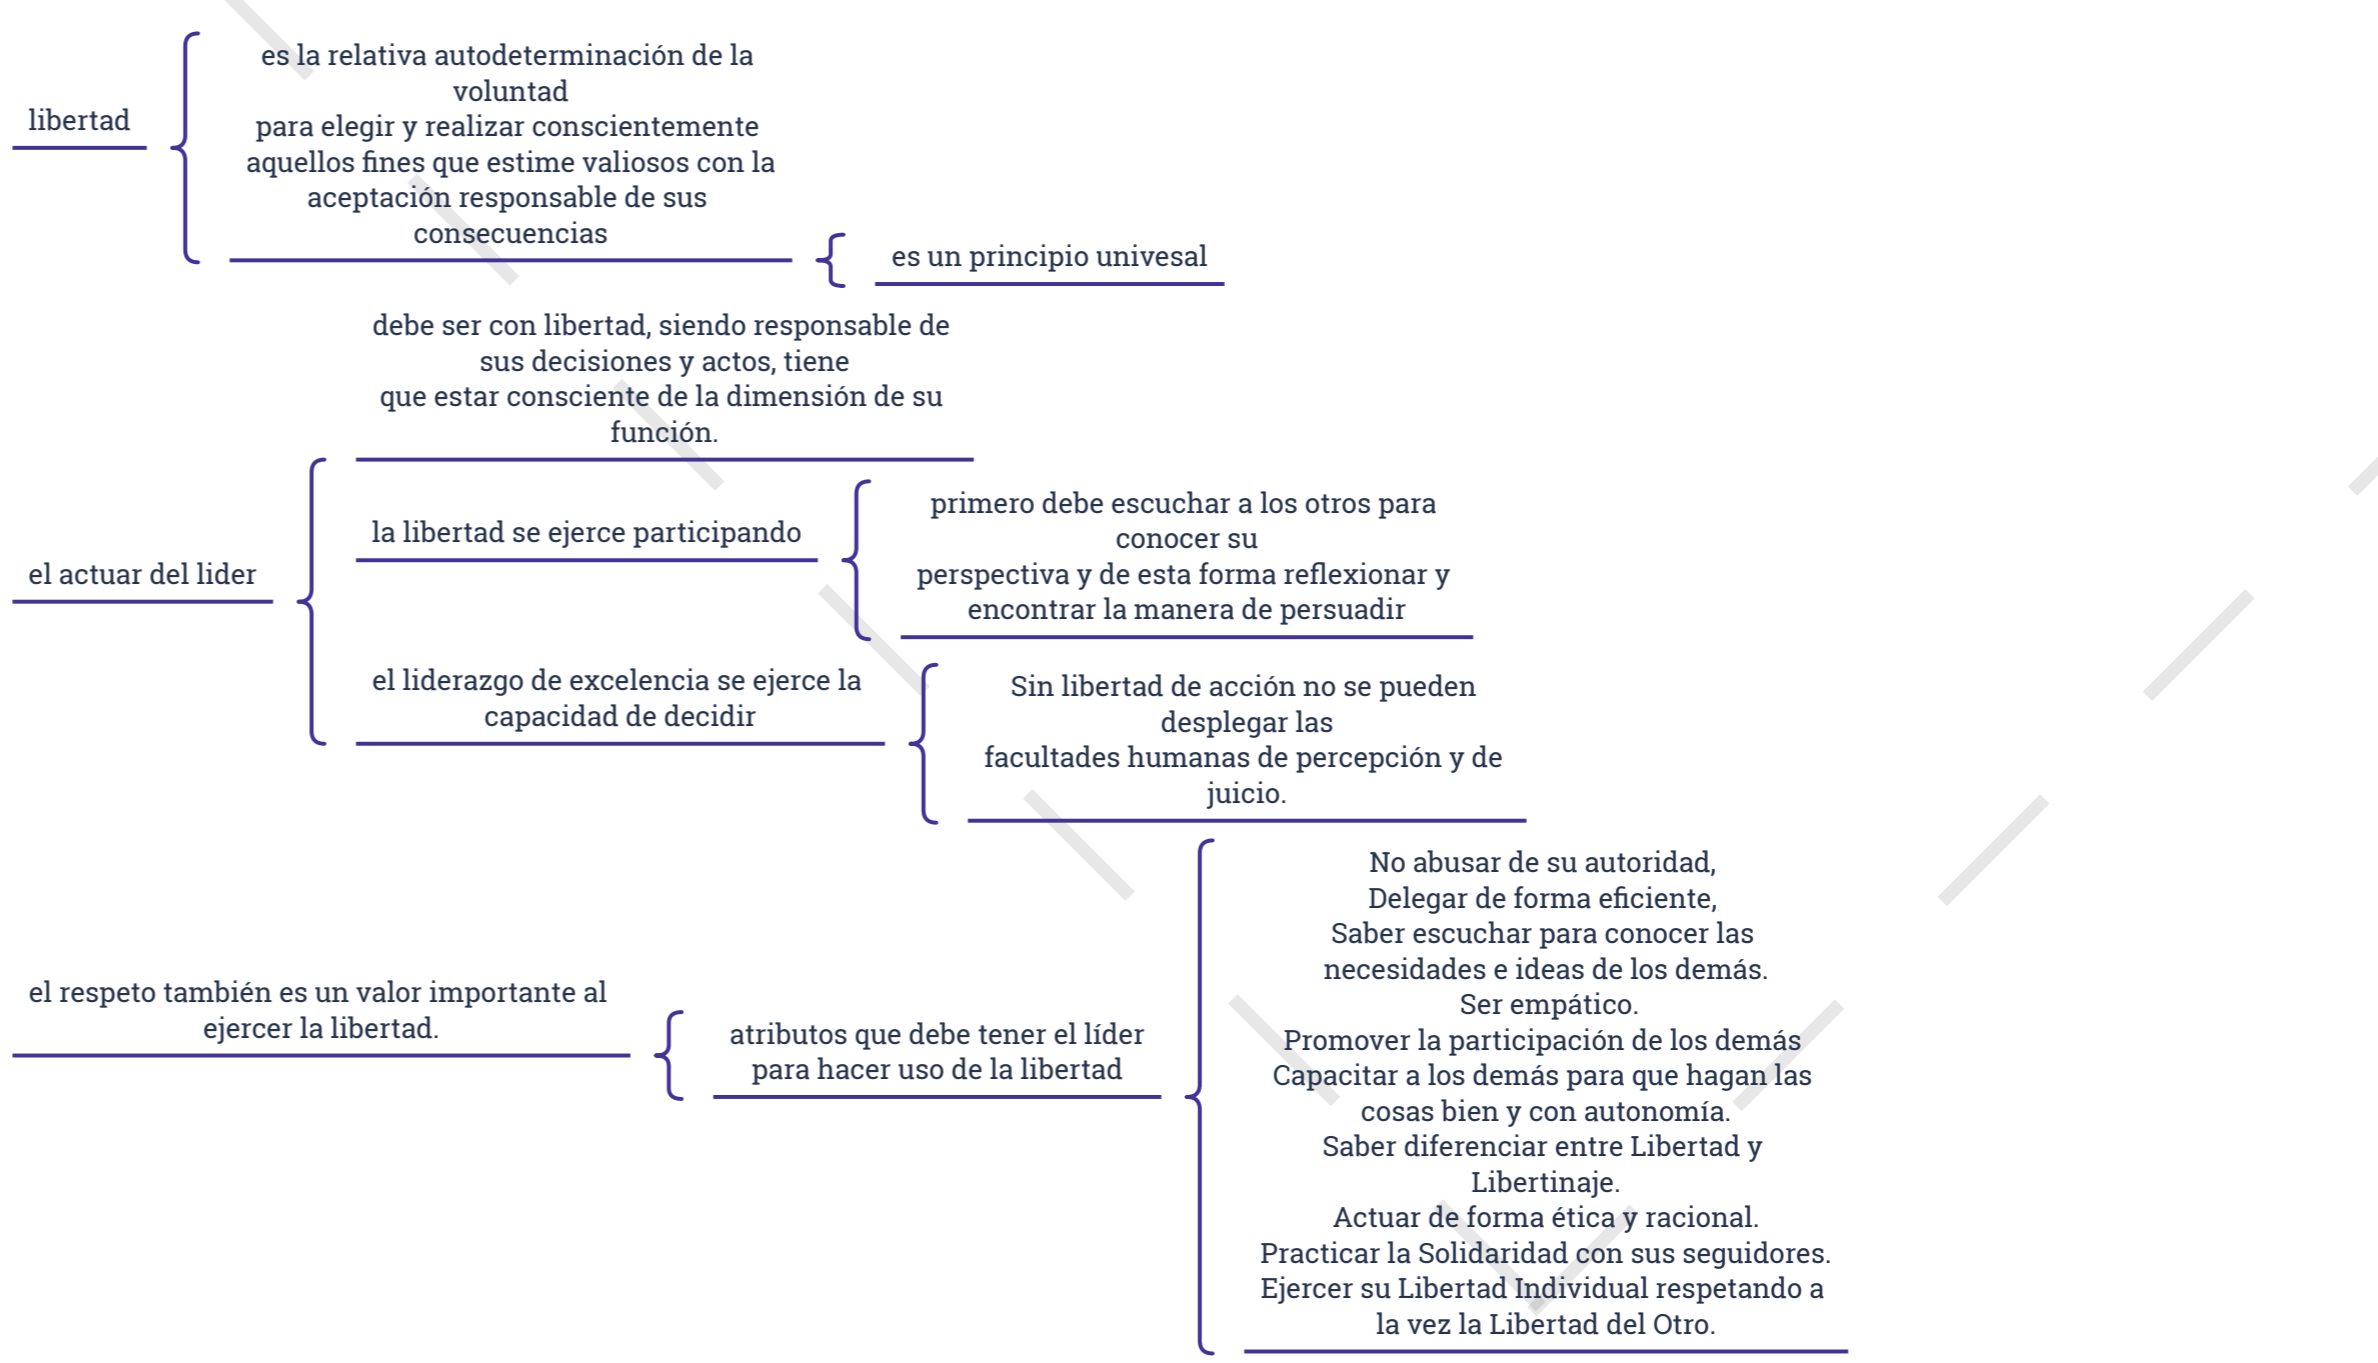 libertad
es la relativa autodeterminación de la
voluntad
para elegir y realizar conscientemente
aquellos fines que estime valiosos con la
aceptación responsable de sus
consecuencias
es un principio univesal
el actuar del lider
debe ser con libertad, siendo responsable de
sus decisiones y actos, tiene
que estar consciente de la dimensión de su
función.
la libertad se ejerce participando
primero debe escuchar a los otros para
conocer su
perspectiva y de esta forma reflexionar y
encontrar la manera de persuadir
el liderazgo de excelencia se ejerce la
capacidad de decidir
Sin libertad de acción no se pueden
desplegar las
facultades humanas de percepción y de
juicio.
el respeto también es un valor importante al
ejercer la libertad.
atributos que debe tener el líder
para hacer uso de la libertad
No abusar de su autoridad,
Delegar de forma eficiente,
Saber escuchar para conocer las
necesidades e ideas de los demás.
Ser empático.
Promover la participación de los demás
Capacitar a los demás para que hagan las
cosas bien y con autonomía.
Saber diferenciar entre Libertad y
Libertinaje.
Actuar de forma ética y racional.
Practicar la Solidaridad con sus seguidores.
Ejercer su Libertad Individual respetando a
la vez la Libertad del Otro.